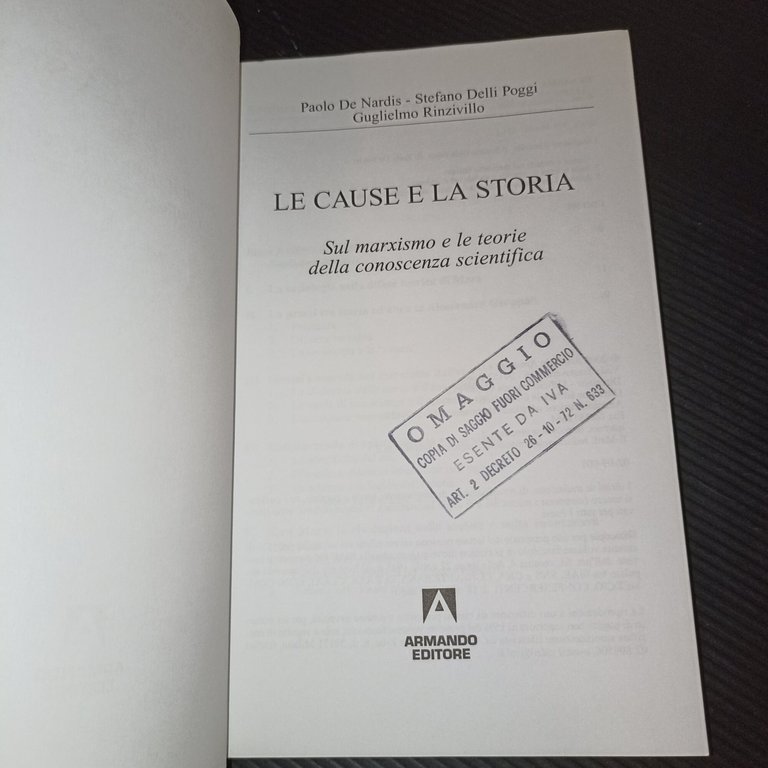 Paolo De Nardis - Stefano Delli Poggi
Guglielmo Rinzivillo
LE CAUSE E LA STORIA
Sul marxismo e le teorie
della conoscenza scientifica
OMAGGIO
COPIA DI SAGGIO FUORI COMMERCIO
ESENTE DA IVA
ART. 2 DECRETO 26-10-72 N. 633
ARMANDO
EDITORE